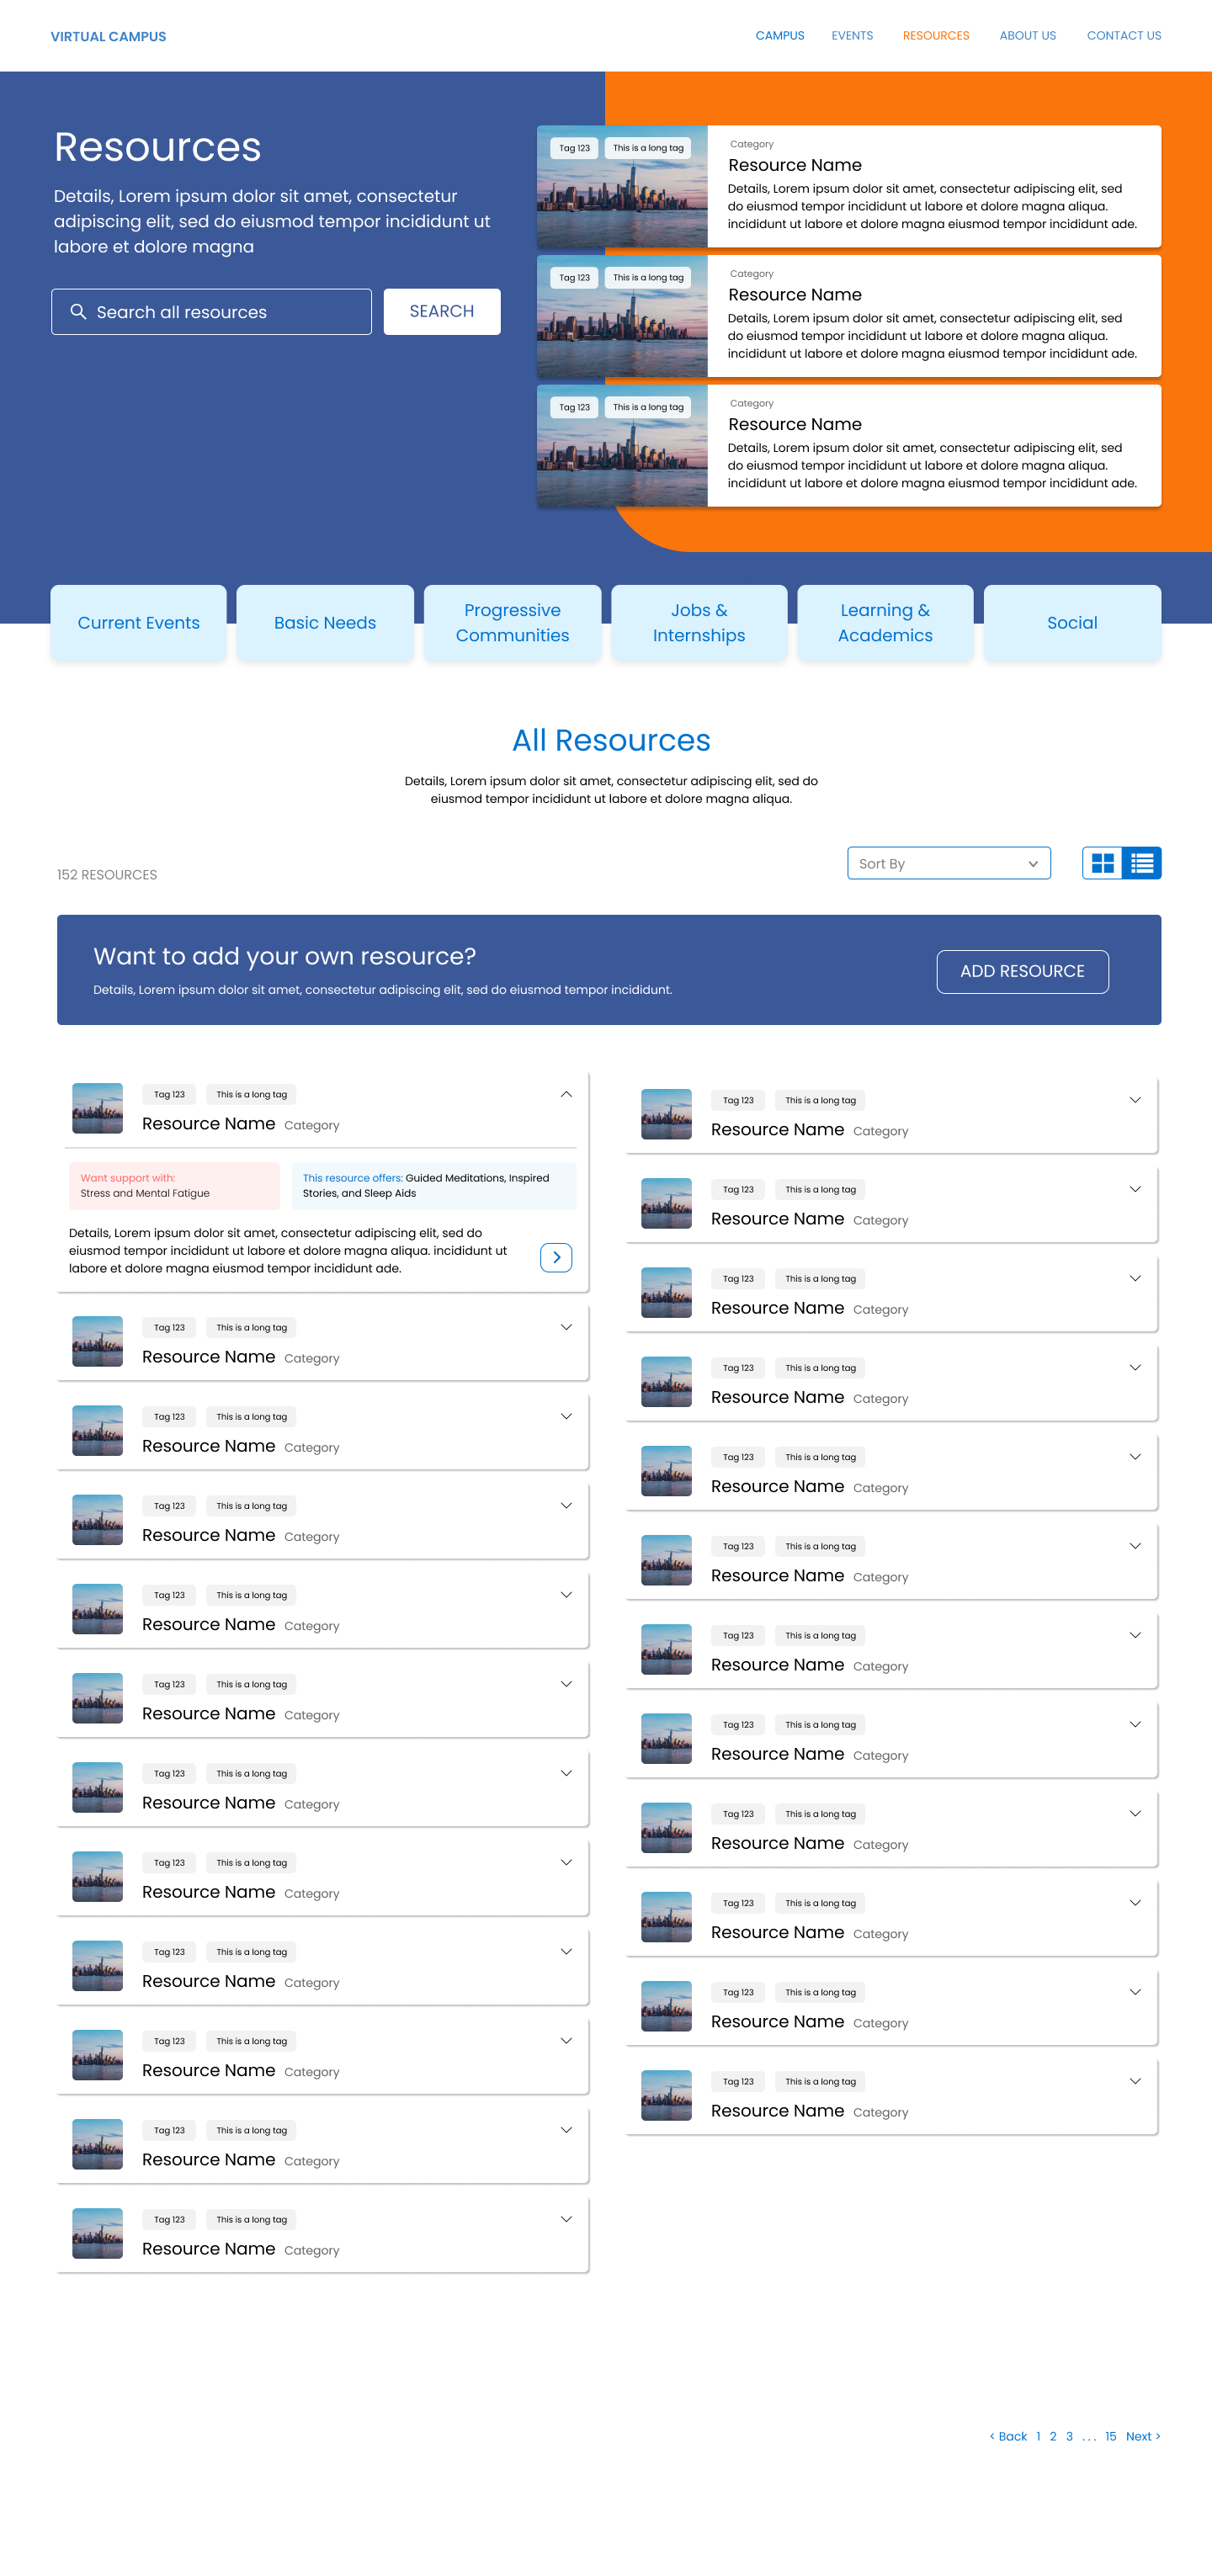 VIRTUAL CAMPUS
CAMPUS EVENTS RESOURCES ABOUT US CONTACT US
Resources
Details, Lorem ipsum dolor sit amet, consectetur
adipiscing elit, sed do eiusmod tempor incididunt ut
labore et dolore magna
Search all resources
SEARCH
Tag 123 This is a long tag
Category
Resource Name
Details, Lorem ipsum dolor sit amet, consectetur adipiscing elit, sed
do eiusmod tempor incididunt ut labore et dolore magna aliqua.
incididunt ut labore et dolore magna eiusmod tempor incididunt ade.
Tag 123 This is a long tag
Category
Resource Name
Details, Lorem ipsum dolor sit amet, consectetur adipiscing elit, sed
do eiusmod tempor incididunt ut labore et dolore magna aliqua.
incididunt ut labore et dolore magna eiusmod tempor incididunt ade.
Tag 123 This is a long tag
Category
Resource Name
Details, Lorem ipsum dolor sit amet, consectetur adipiscing elit, sed
do eiusmod tempor incididunt ut labore et dolore magna aliqua.
incididunt ut labore et dolore magna eiusmod tempor incididunt ade.
Current Events
Basic Needs
Progressive
Communities
Jobs &
Internships
Learning &
Academics
Social
All Resources
Details, Lorem ipsum dolor sit amet, consectetur adipiscing elit, sed do
eiusmod tempor incididunt ut labore et dolore magna aliqua.
152 RESOURCES
Sort By
Want to add your own resource?
Details, Lorem ipsum dolor sit amet, consectetur adipiscing elit, sed do eiusmod tempor incididunt.
ADD RESOURCE
Tag 123 This is a long tag
Resource Name Category
Want support with:
Stress and Mental Fatigue
This resource offers: Guided Meditations, Inspired
Stories, and Sleep Aids
Details, Lorem ipsum dolor sit amet, consectetur adipiscing elit, sed do
eiusmod tempor incididunt ut labore et dolore magna aliqua. incididunt ut
labore et dolore magna eiusmod tempor incididunt ade.
Tag 123 This is a long tag
Resource Name Category
Tag 123 This is a long tag
Resource Name Category
Tag 123 This is a long tag
Resource Name Category
Tag 123 This is a long tag
Resource Name Category
Tag 123 This is a long tag
Resource Name Category
Tag 123 This is a long tag
Resource Name Category
Tag 123 This is a long tag
Resource Name Category
Tag 123 This is a long tag
Resource Name Category
Tag 123 This is a long tag
Resource Name Category
Tag 123 This is a long tag
Resource Name Category
Tag 123 This is a long tag
Resource Name Category
Tag 123 This is a long tag
Resource Name Category
Tag 123 This is a long tag
Resource Name Category
Tag 123 This is a long tag
Resource Name Category
Tag 123 This is a long tag
Resource Name Category
Tag 123 This is a long tag
Resource Name Category
Tag 123 This is a long tag
Resource Name Category
Tag 123 This is a long tag
Resource Name Category
Tag 123 This is a long tag
Resource Name Category
Tag 123 This is a long tag
Resource Name Category
Tag 123 This is a long tag
Resource Name Category
Tag 123 This is a long tag
Resource Name Category
Tag 123 This is a long tag
Resource Name Category
< Back 1 2 3 . . . 15 Next >